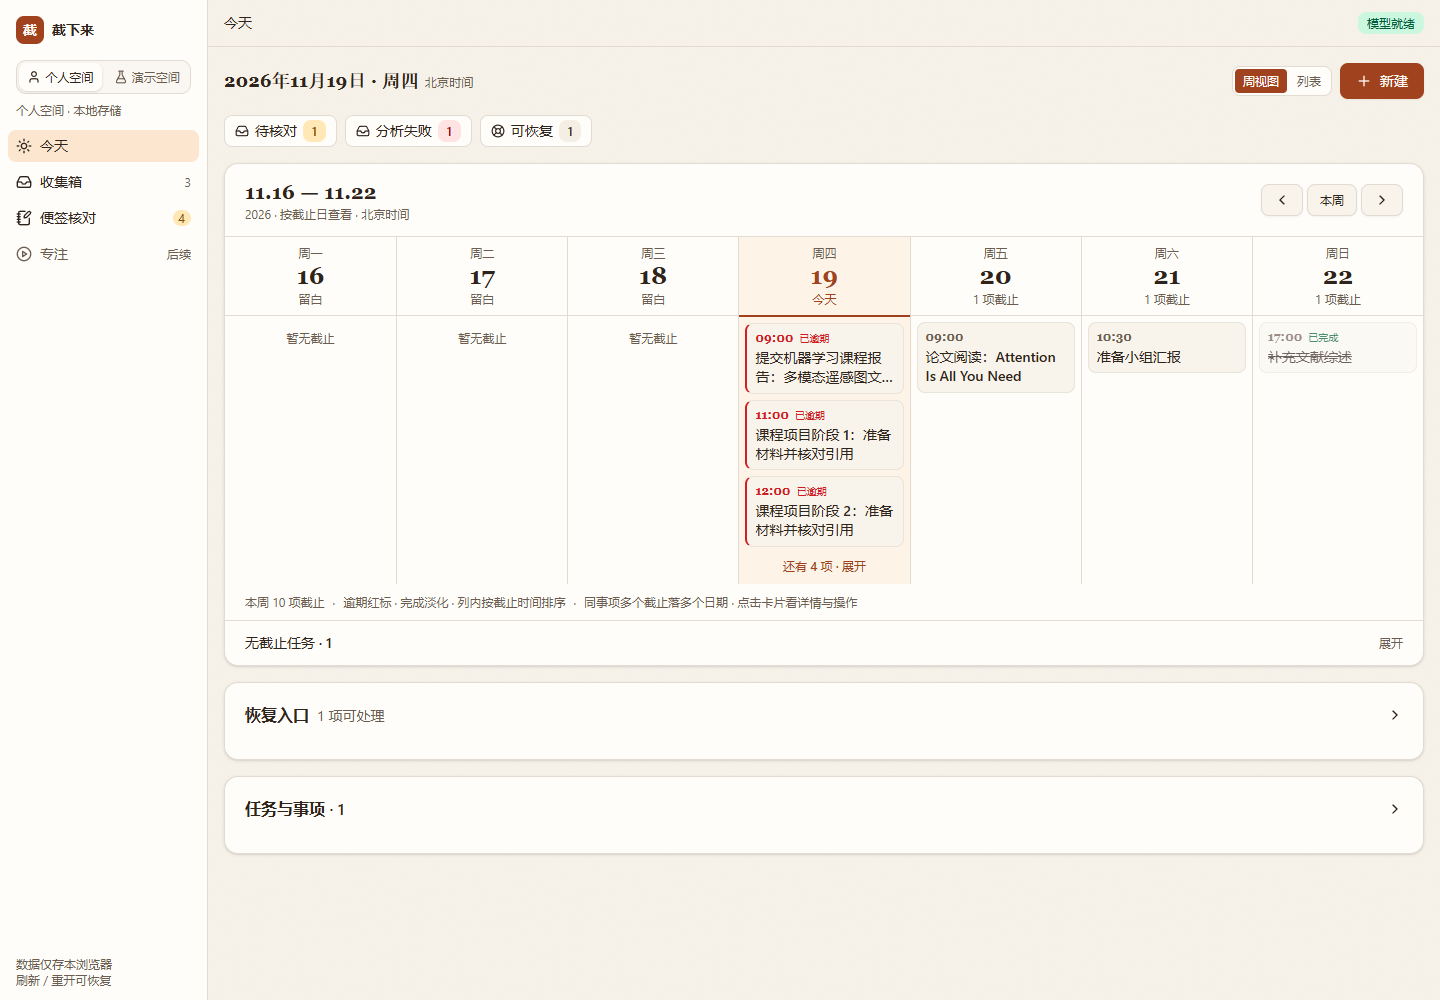 截 截下来
个人空间 演示空间
个人空间 · 本地存储
今天
收集箱 3
便签核对 4
专注 后续
数据仅存本浏览器
刷新 / 重开可恢复
今天 模型就绪
2026年11月19日 · 周四 北京时间
周视图 列表 + 新建
待核对 1 分析失败 1 可恢复 1
11.16 — 11.22
2026 · 按截止日查看 · 北京时间
本周
周一 周二 周三 周四 周五 周六 周日
16 17 18 19 20 21 22
留白 留白 留白 今天 1 项截止 1 项截止 1 项截止
暂无截止
暂无截止
暂无截止
09:00 已逾期
提交机器学习课程报
告：多模态遥感图文...
11:00 已逾期
课程项目阶段 1：准备
材料并核对引用
12:00 已逾期
课程项目阶段 2：准备
材料并核对引用
还有 4 项 · 展开
09:00
论文阅读：Attention
Is All You Need
10:30
准备小组汇报
17:00 已完成
补充文献综述
本周 10 项截止 · 逾期红标 · 完成淡化 · 列内按截止时间排序 · 同事项多个截止落多个日期 · 点击卡片看详情与操作
无截止任务 · 1 展开
恢复入口 1 项可处理
任务与事项 · 1